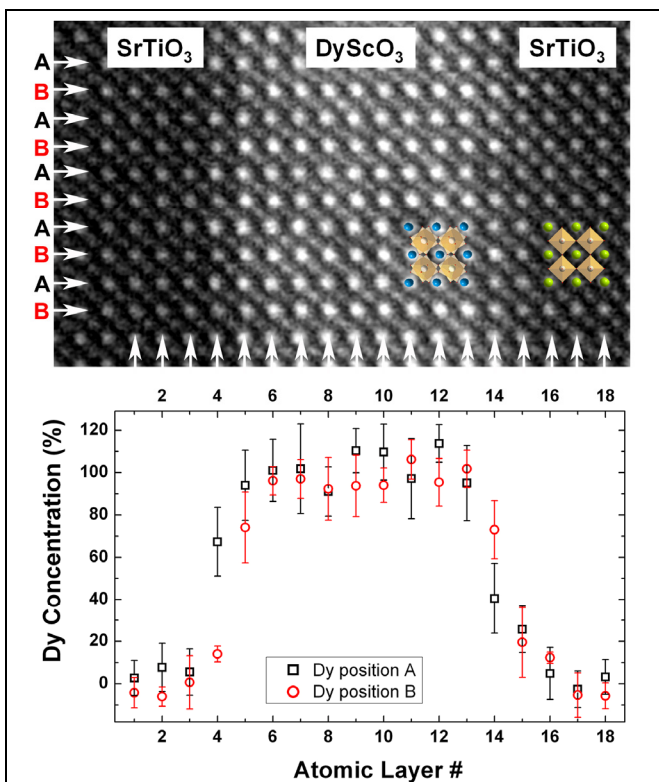 SrTiO₃ DyScO₃ SrTiO₃
A
B
A
B
A
B
A
B
A
B
2 4 6 8 10 12 14 16 18
120
100
80
60
40
20
0
Dy Concentration (%)
Dy position A
Dy position B
2 4 6 8 10 12 14 16 18
Atomic Layer #